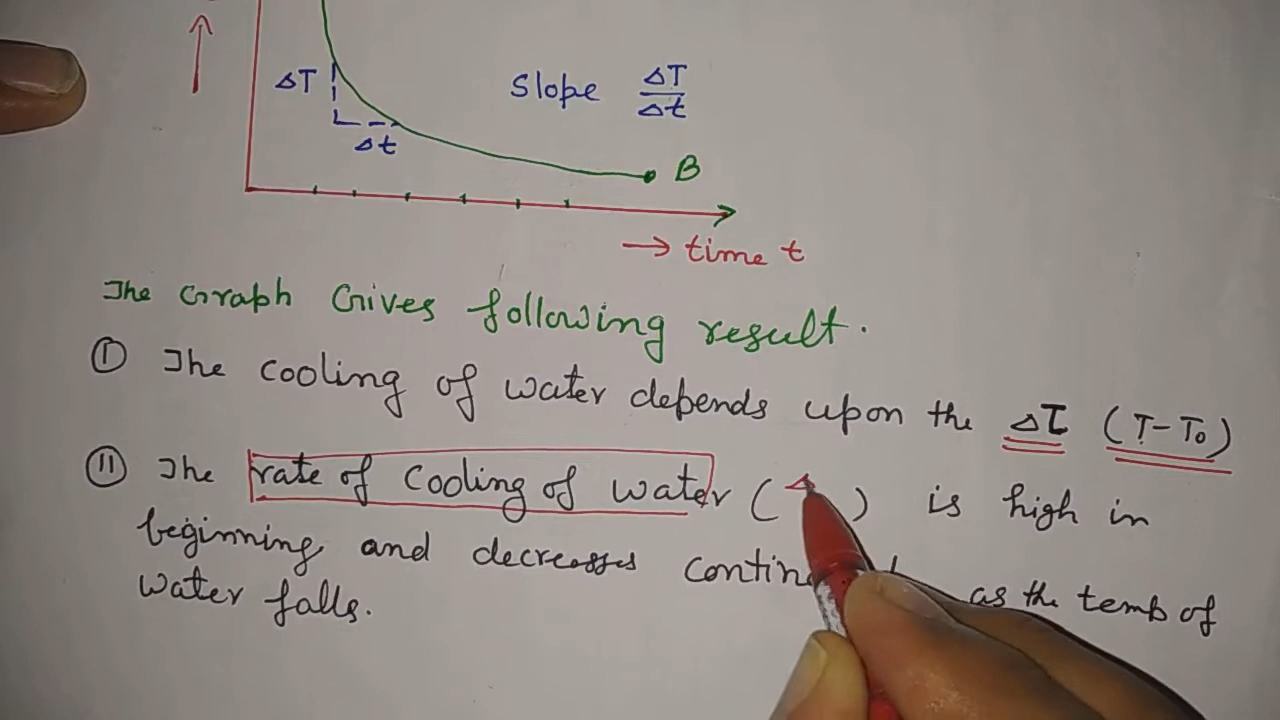 ΔT
Slope ΔT/Δt
Δt
B
→ time t
The Graph Gives following result.
I The cooling of water depends upon the ΔT (T-T₀)
II The rate of cooling of water ( ) is high in
beginning and decreases as the temp of
water falls.